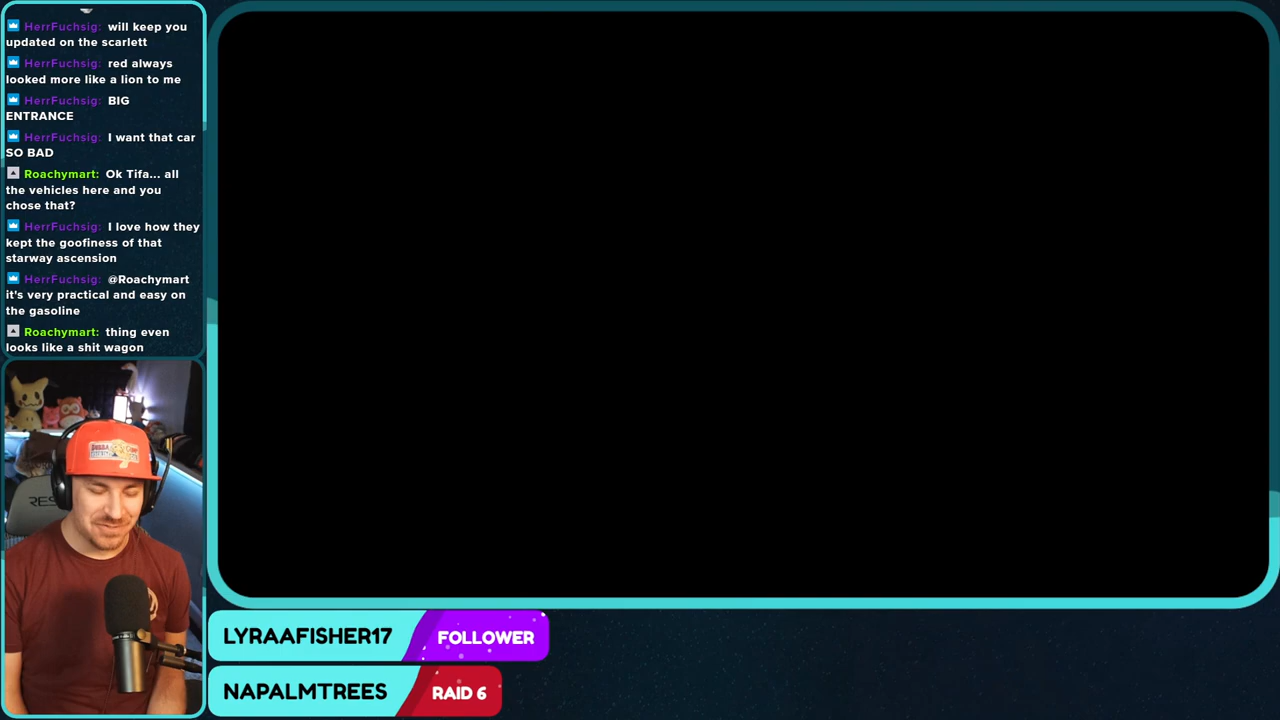 HerrFuchsig: will keep you
updated on the scarlett
HerrFuchsig: red always
looked more like a lion to me
HerrFuchsig: BIG
ENTRANCE
HerrFuchsig: I want that car
SO BAD
Roachymart: Ok Tifa... all
the vehicles here and you
chose that?
HerrFuchsig: I love how they
kept the goofiness of that
starway ascension
HerrFuchsig: @Roachymart
it's very practical and easy on
the gasoline
Roachymart: thing even
looks like a shit wagon
LYRAAFISHER17 FOLLOWER
NAPALMTREES RAID 6